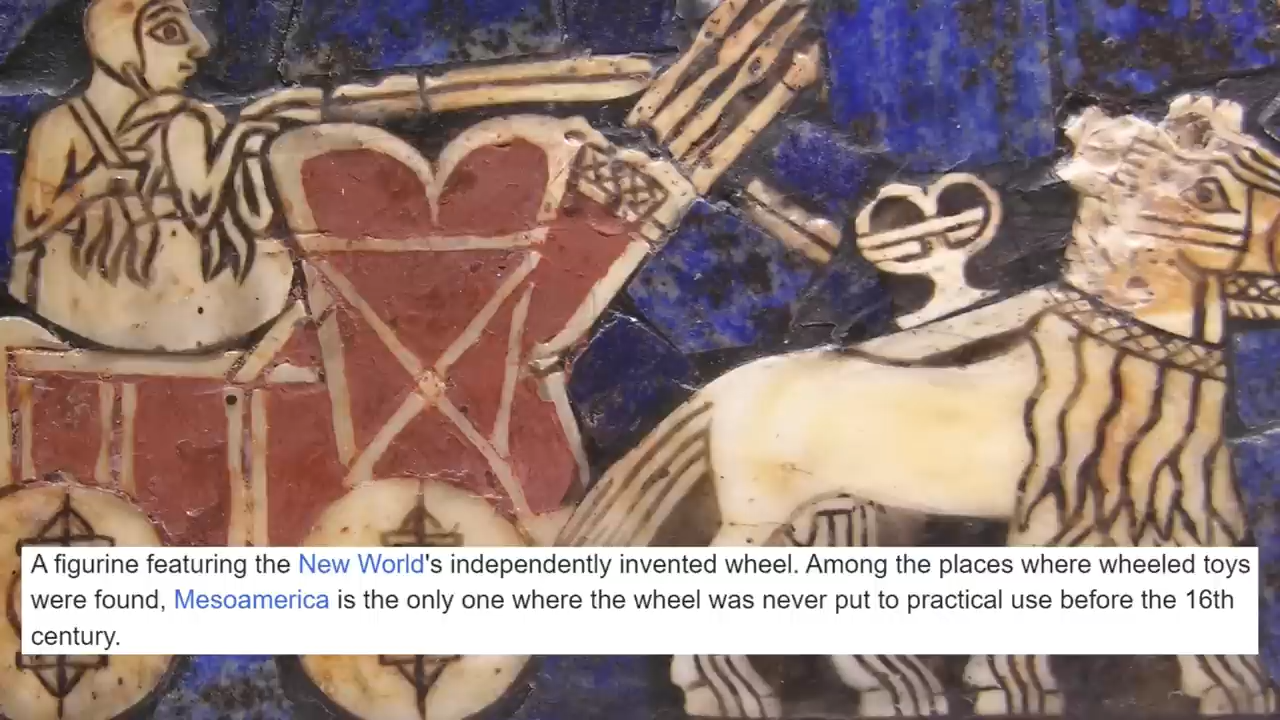 A figurine featuring the New World's independently invented wheel. Among the places where wheeled toys
were found, Mesoamerica is the only one where the wheel was never put to practical use before the 16th
century.